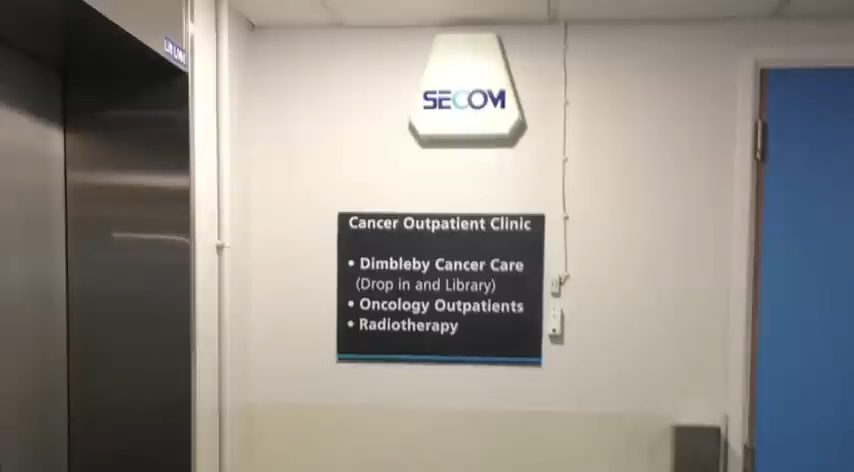 SECOM
Cancer Outpatient Clinic
• Dimbleby Cancer Care
(Drop in and Library)
• Oncology Outpatients
• Radiotherapy